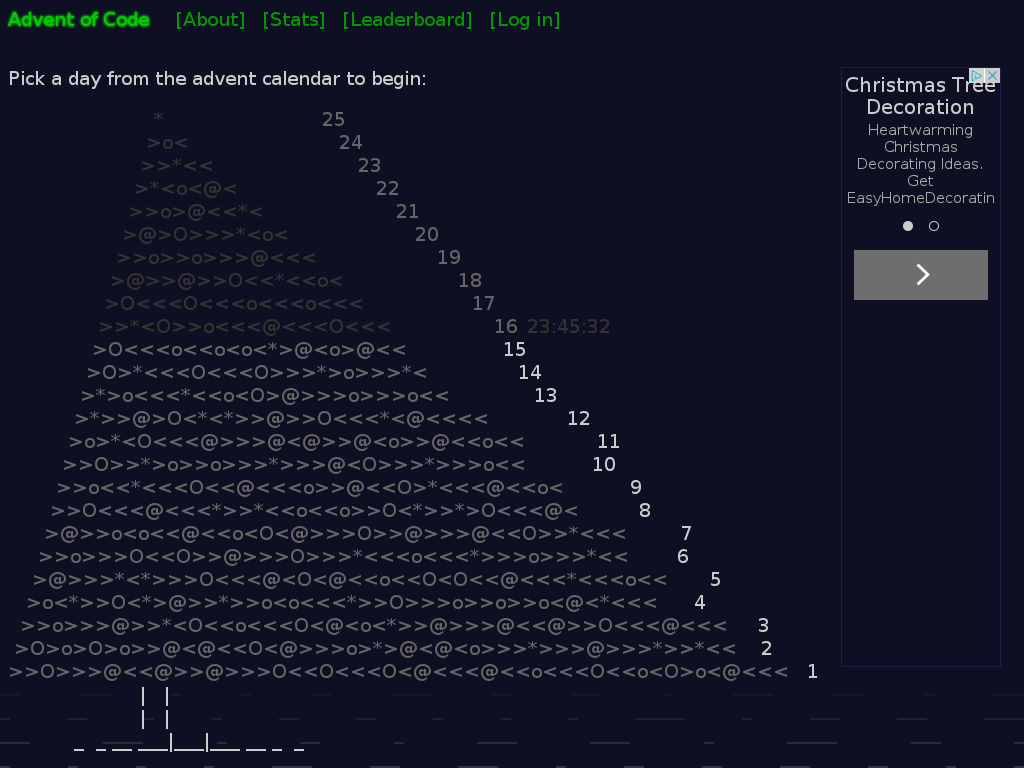 Advent of Code [About] [Stats] [Leaderboard] [Log in]
Pick a day from the advent calendar to begin:
* 25
>o< 24
>>*<< 23
>*<o<@< 22
>>o>@<<*< 21
>@>O>>>*<o< 20
>>o>>o>>>@<<< 19
>@>>@>>O<<*<<o< 18
>O<<<O<<<o<<<o<<< 17
>>*<O>>o<<<@<<<O<<< 16 23:45:32
>O<<<o<<o<o<*>@<o>@<< 15
>O>*<<<O<<<O>>>*>o>>>*< 14
>*>o<<<*<<o<O>@>>>o>>>o<< 13
>*>>@>O<*<*>>@>>O<<<*<@<<<< 12
>o>*<O<<<@>>>@<@>>@<o>>@<<o<< 11
>>O>>*>o>>o>>>*>>>@<O>>>*>>>o<< 10
>>o<<*<<<O<<@<<<o>>@<<O>*<<<@<<o< 9
>>O<<<@<<<*>>*<<o<<o>>O<*>>*>O<<<@< 8
>@>>o<o<<@<<o<O<@>>>O>>@>>>@<<O>>*<<< 7
>>o>>>O<<O>>@>>>O>>>*<<<o<<<*>>>o>>>*<< 6
>@>>>*<*>>>O<<<@<O<@<<o<<O<O<<@<<<*<<<o<< 5
>o<*>>O<*>@>>*>>o<o<<<*>>O>>>o>>o>>o<@<*<<< 4
>>o>>>@>>*<O<<o<<<O<@<o<*>>@>>>@<<@>>O<<<@<<< 3
>O>o>O>o>>@<@<<O<@>>>o>*>@<@<o>>>*>>>@>>>*>>*<< 2
>>O>>>@<<@>>@>>>O<<O<<<O<@<<<@<<o<<<O<<o<O>o<@<<< 1
| |
| |
_ _ __ ___|___|___ __ _ _
Christmas Tree
Decoration
Heartwarming
Christmas
Decorating Ideas.
Get
EasyHomeDecoratin